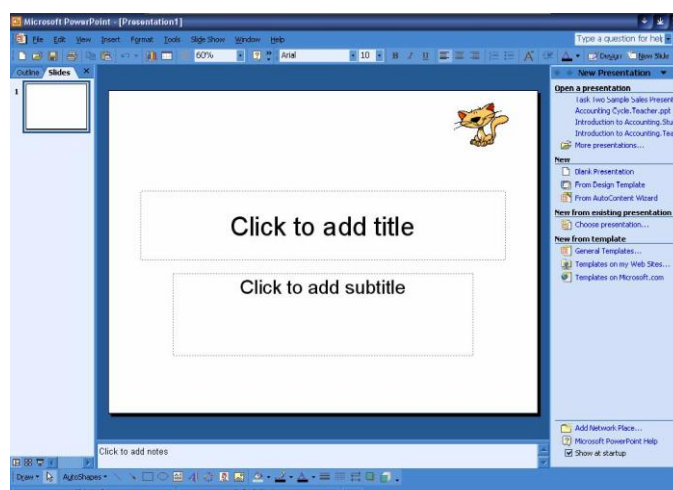 Microsoft PowerPoint - [Presentation1]
File Edit View Insert Format Tools Slide Show Window Help
Type a question for help
60%
Arial
10
B I U
Design
New Slide
Outline Slides
New Presentation
1
Open a presentation
Task Two Sample Sales Present
Accounting Cycle.Teacher.ppt
Introduction to Accounting.Stu
Introduction to Accounting.Tea
More presentations...
New
Blank Presentation
From Design Template
From AutoContent Wizard
New from existing presentation
Choose presentation...
New from template
General Templates...
Templates on my Web Sites...
Templates on Microsoft.com
Click to add title
Click to add subtitle
Add Network Place...
Microsoft PowerPoint Help
Show at startup
Click to add notes
Draw AutoShapes